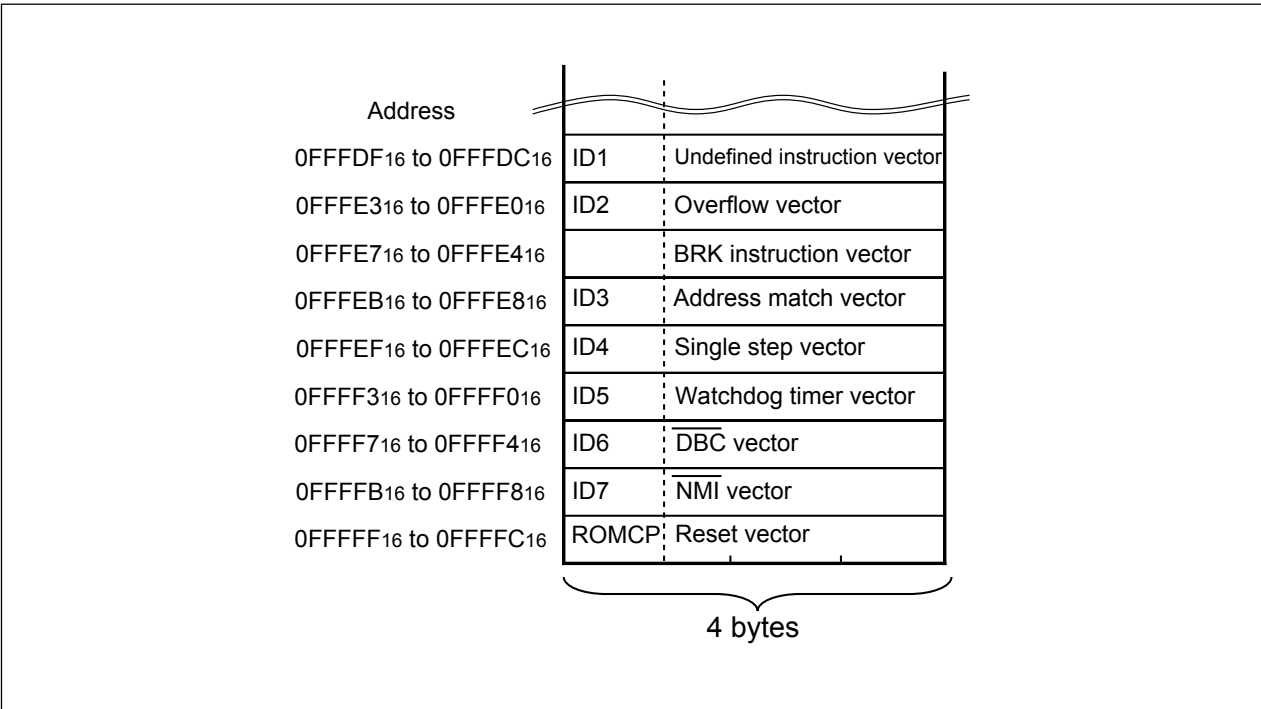 Address
0FFFDF16 to 0FFFDC16 ID1 Undefined instruction vector
0FFFE316 to 0FFFE016 ID2 Overflow vector
0FFFE716 to 0FFFE416 BRK instruction vector
0FFFEB16 to 0FFFE816 ID3 Address match vector
0FFFEF16 to 0FFFEC16 ID4 Single step vector
0FFFF316 to 0FFFF016 ID5 Watchdog timer vector
0FFFF716 to 0FFFF416 ID6 DBC vector
0FFFFB16 to 0FFFF816 ID7 NMI vector
0FFFFF16 to 0FFFFC16 ROMCP Reset vector
4 bytes